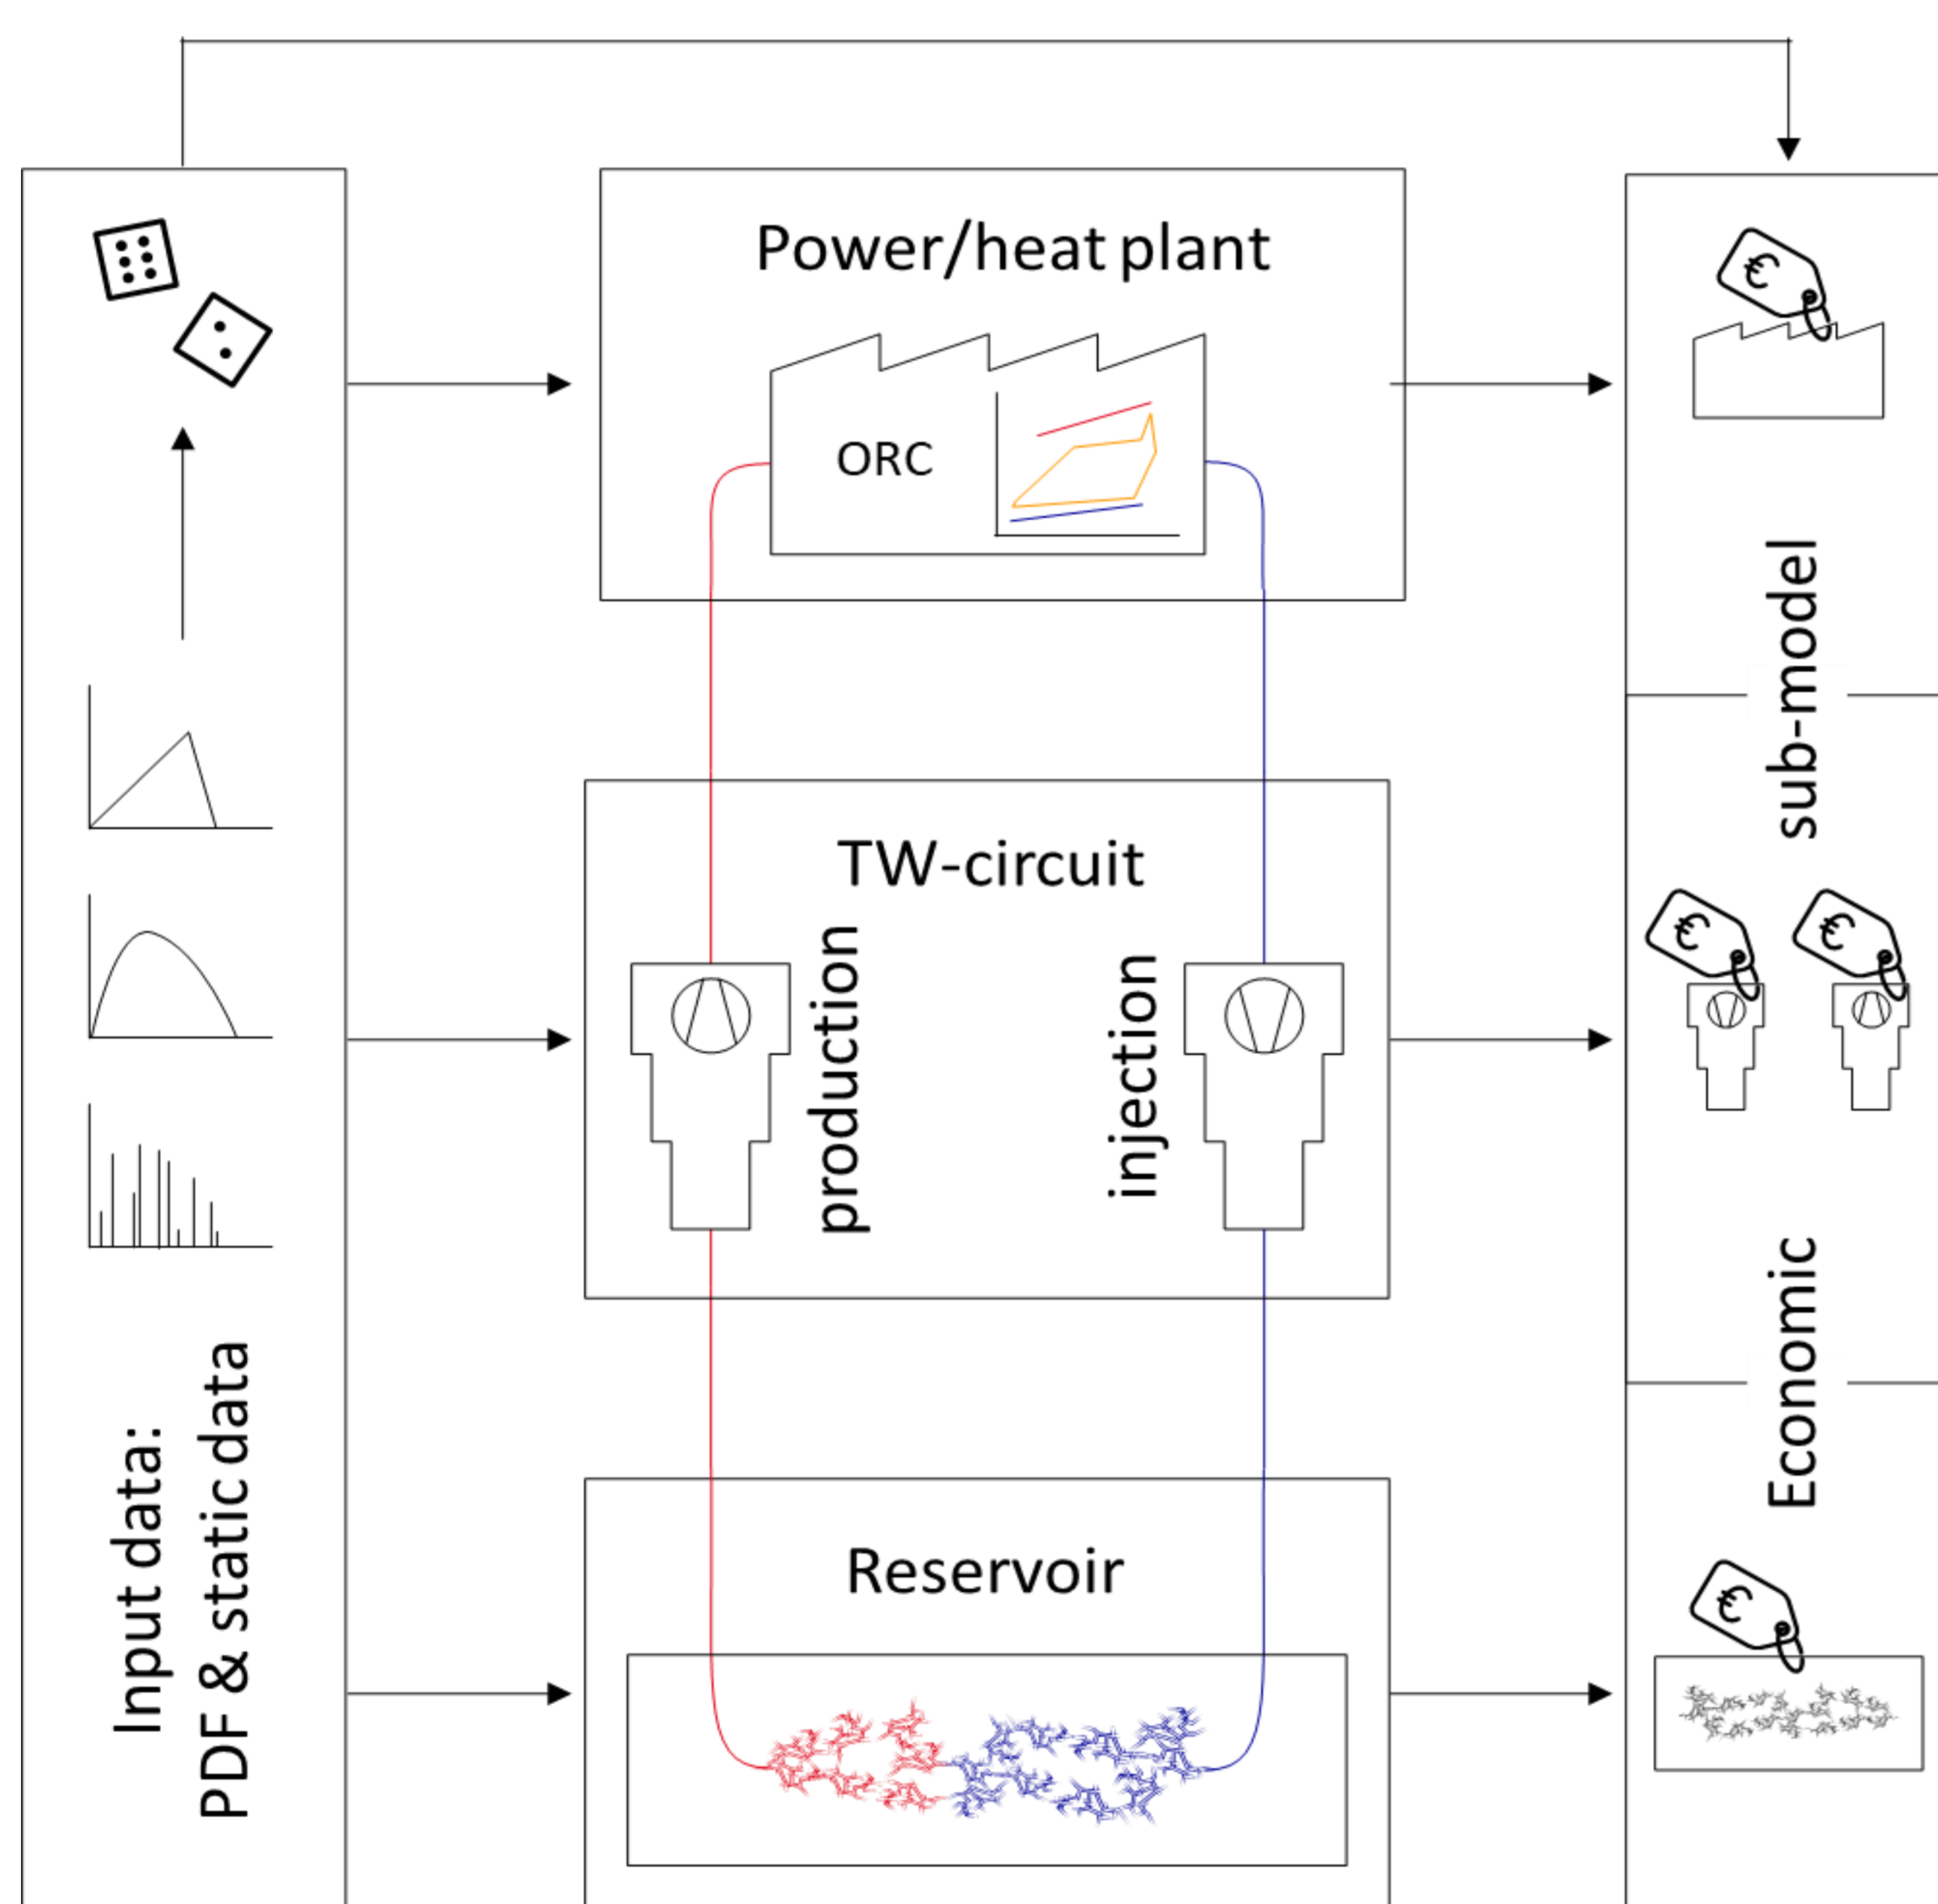 Power/heat plant
ORC
TW-circuit
production
injection
Reservoir
Input data:
PDF & static data
Economic
sub-model
€
€
€
€